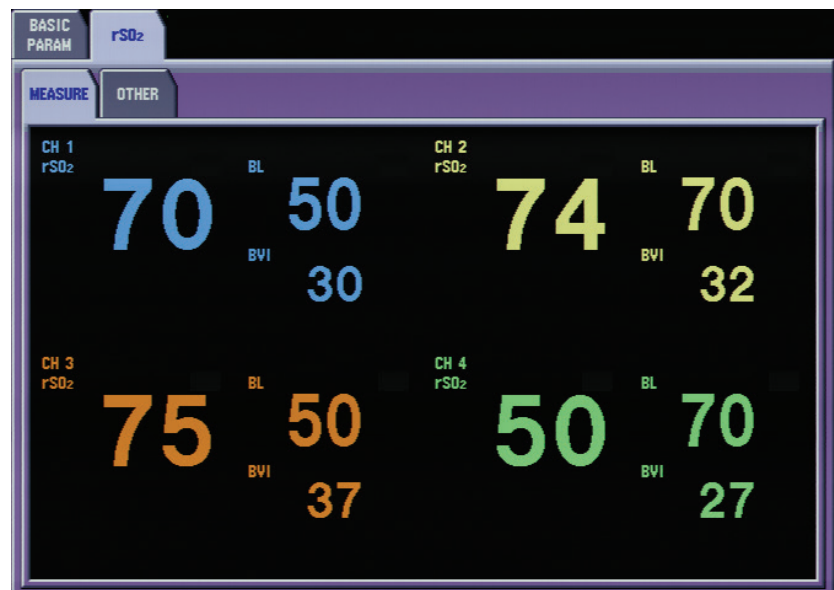 BASIC
PARAM
rSO2
MEASURE
OTHER
CH 1
rSO2
70
BL
50
BVI
30
CH 2
rSO2
74
BL
70
BVI
32
CH 3
rSO2
75
BL
50
BVI
37
CH 4
rSO2
50
BL
70
BVI
27